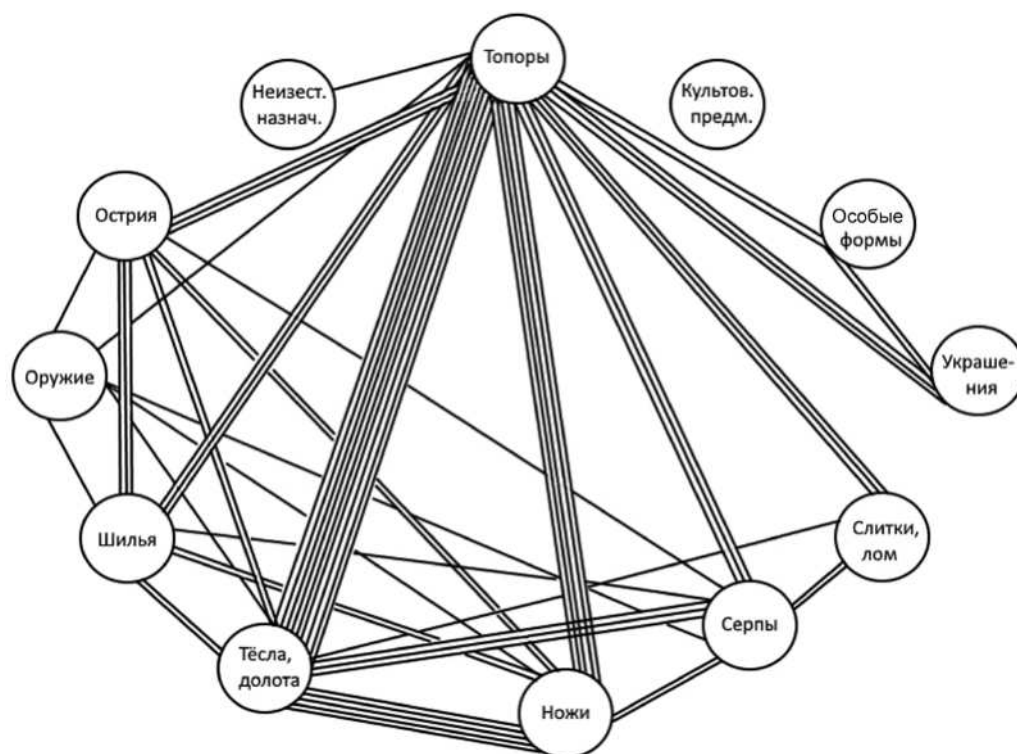 Топоры
Неизест.
назнач.
Культов.
предм.
Острия
Особые
формы
Оружие
Украше-
ния
Шилья
Слитки,
лом
Серпы
Тёсла,
долота
Ножи